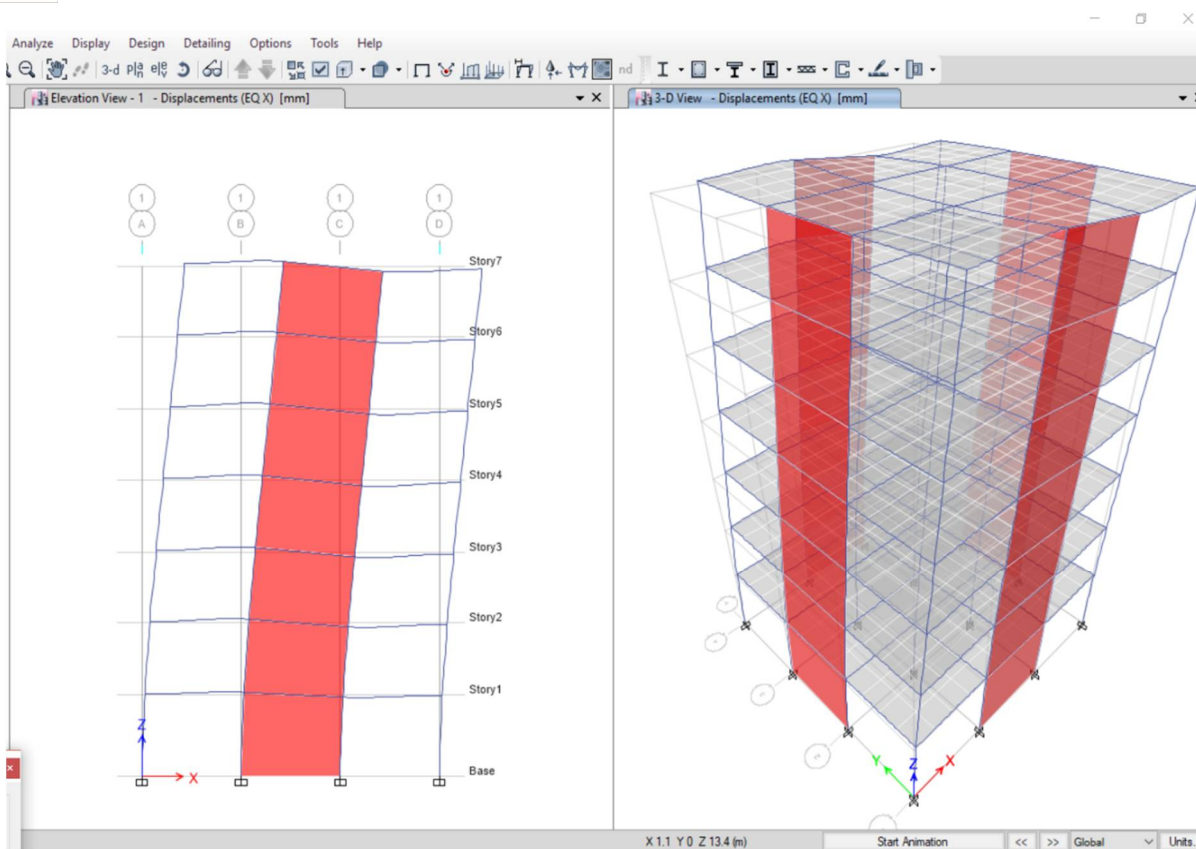 Analyze Display Design Detailing Options Tools Help
3-d plan elev nd
Elevation View - 1 - Displacements (EQ X) [mm]
3-D View - Displacements (EQ X) [mm]
1 1 1 1
A B C D
Story7
Story6
Story5
Story4
Story3
Story2
Story1
Base
Z
X
Y Z X
X 1.1 Y 0 Z 13.4 (m)
Start Animation
<< >>
Global
Units...